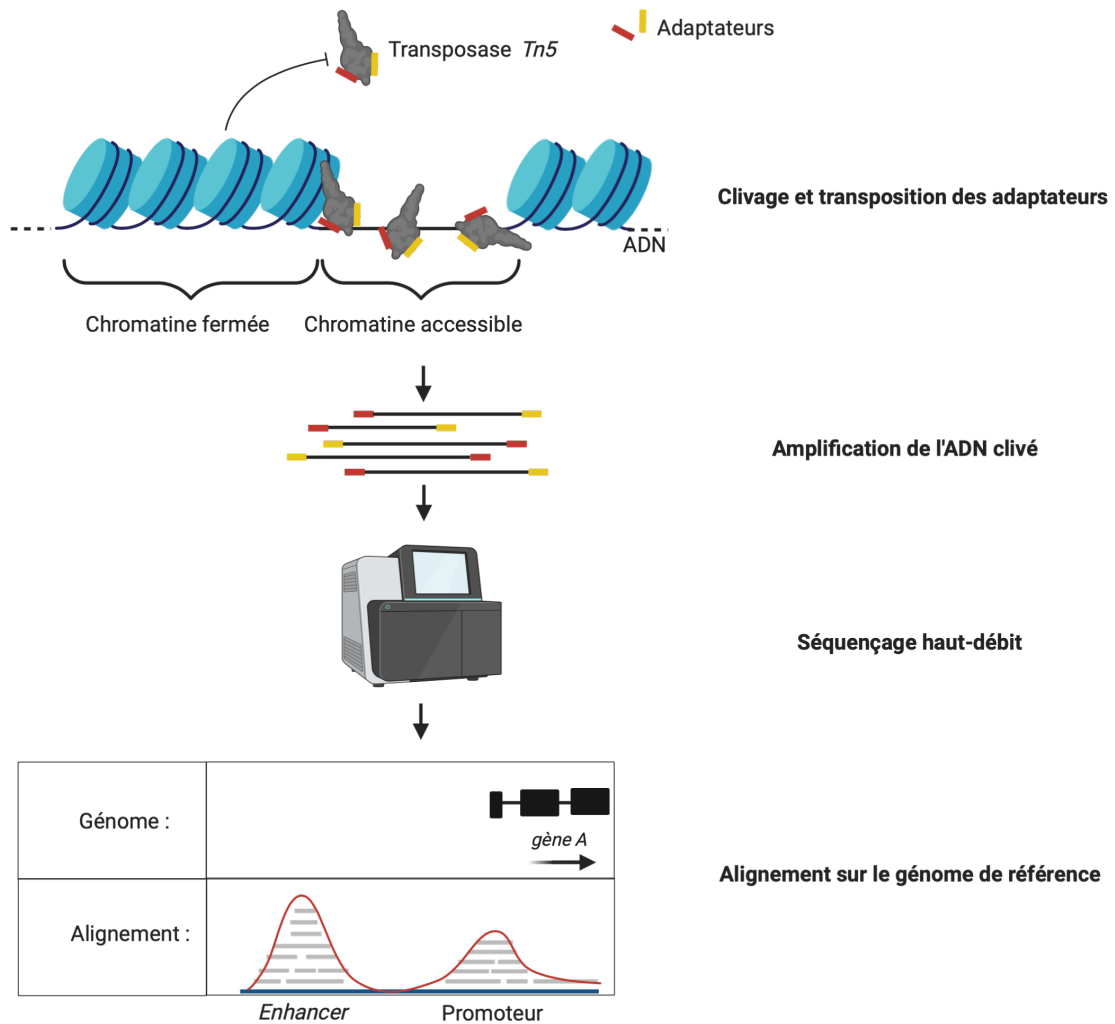 Transposase Tn5
Adaptateurs
Clivage et transposition des adaptateurs
ADN
Chromatine fermée
Chromatine accessible
Amplification de l'ADN clivé
Séquençage haut-débit
Génome :
gène A
Alignement sur le génome de référence
Alignement :
Enhancer
Promoteur